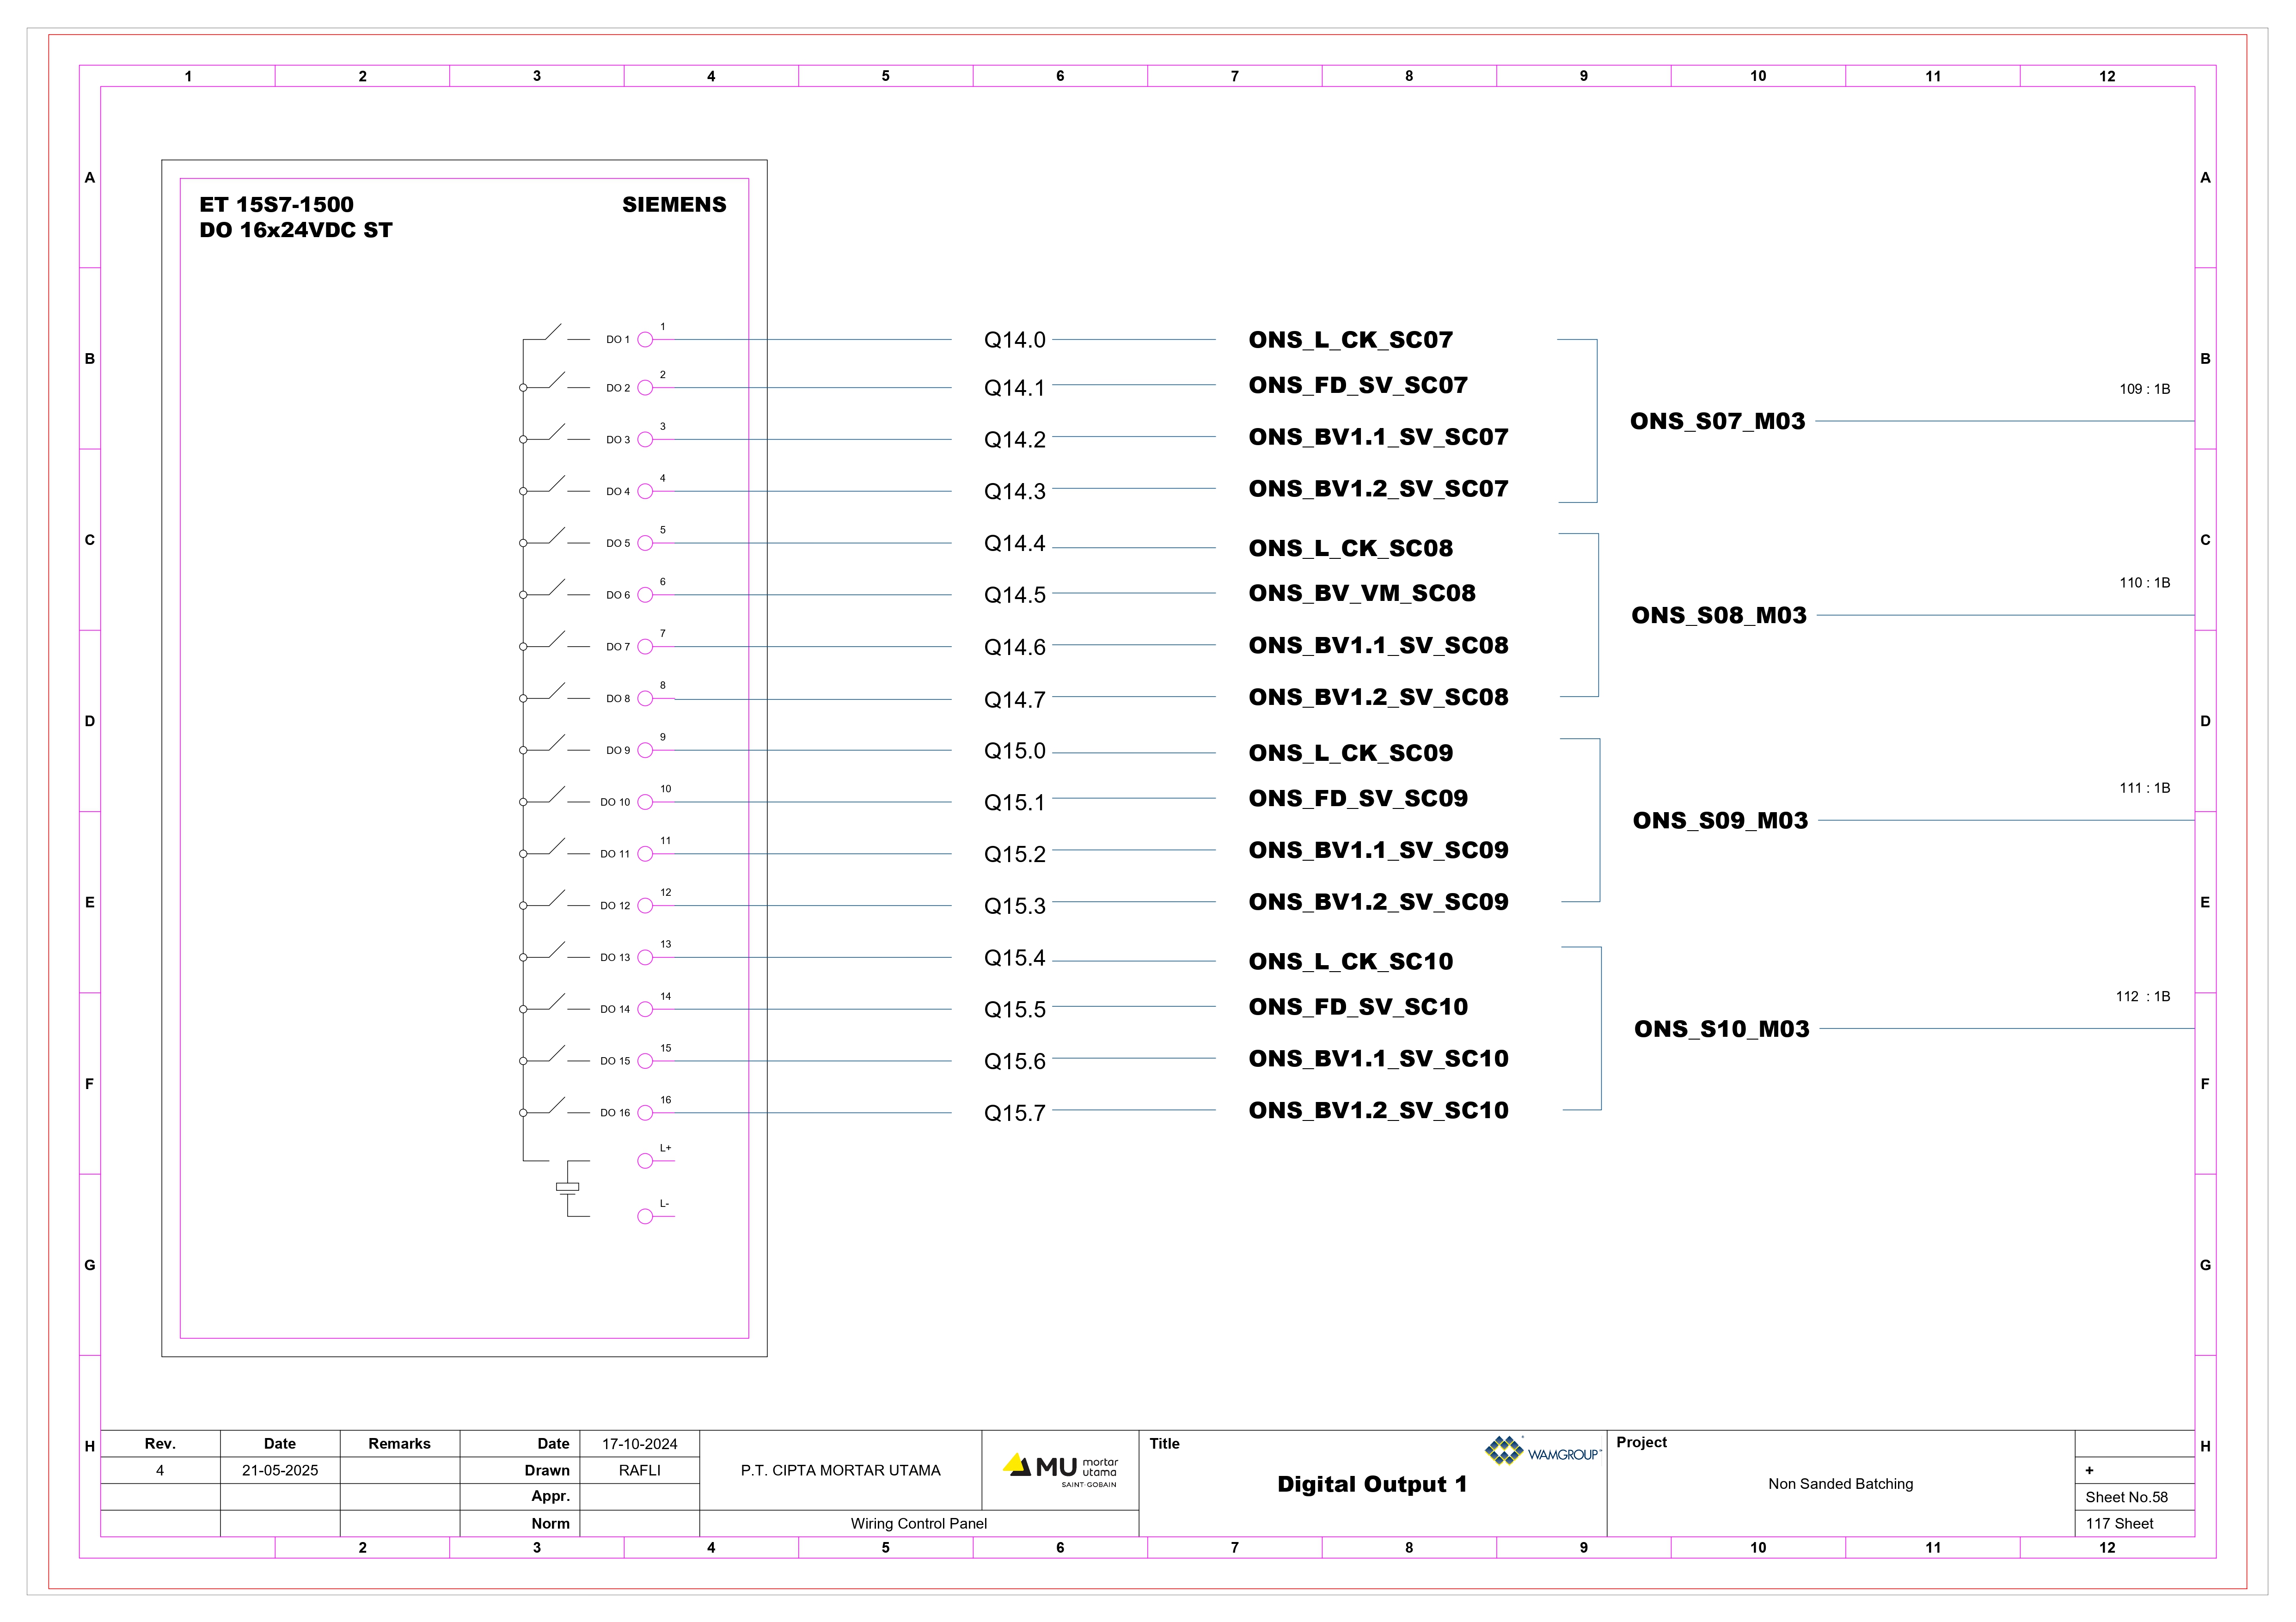 1 2 3 4 5 6 7 8 9 10 11 12
A A
ET 15S7-1500 SIEMENS
DO 16x24VDC ST
B B
DO 1 1 Q14.0 ONS_L_CK_SC07
DO 2 2 Q14.1 ONS_FD_SV_SC07
109 : 1B
ONS_S07_M03
DO 3 3 Q14.2 ONS_BV1.1_SV_SC07
DO 4 4 Q14.3 ONS_BV1.2_SV_SC07
C C
DO 5 5 Q14.4 ONS_L_CK_SC08
DO 6 6 Q14.5 ONS_BV_VM_SC08
110 : 1B
ONS_S08_M03
DO 7 7 Q14.6 ONS_BV1.1_SV_SC08
DO 8 8 Q14.7 ONS_BV1.2_SV_SC08
D D
DO 9 9 Q15.0 ONS_L_CK_SC09
DO 10 10 Q15.1 ONS_FD_SV_SC09
111 : 1B
ONS_S09_M03
DO 11 11 Q15.2 ONS_BV1.1_SV_SC09
DO 12 12 Q15.3 ONS_BV1.2_SV_SC09
E E
DO 13 13 Q15.4 ONS_L_CK_SC10
DO 14 14 Q15.5 ONS_FD_SV_SC10
112 : 1B
ONS_S10_M03
DO 15 15 Q15.6 ONS_BV1.1_SV_SC10
F F
DO 16 16 Q15.7 ONS_BV1.2_SV_SC10
L+
L-
G G
H H
Rev. Date Remarks Date 17-10-2024
4 21-05-2025 Drawn RAFLI
Appr.
Norm
P.T. CIPTA MORTAR UTAMA
MU mortar
utama
SAINT-GOBAIN
Wiring Control Panel
Title
WAMGROUP
Digital Output 1
Project
Non Sanded Batching
+
Sheet No.58
117 Sheet
2 3 4 5 6 7 8 9 10 11 12